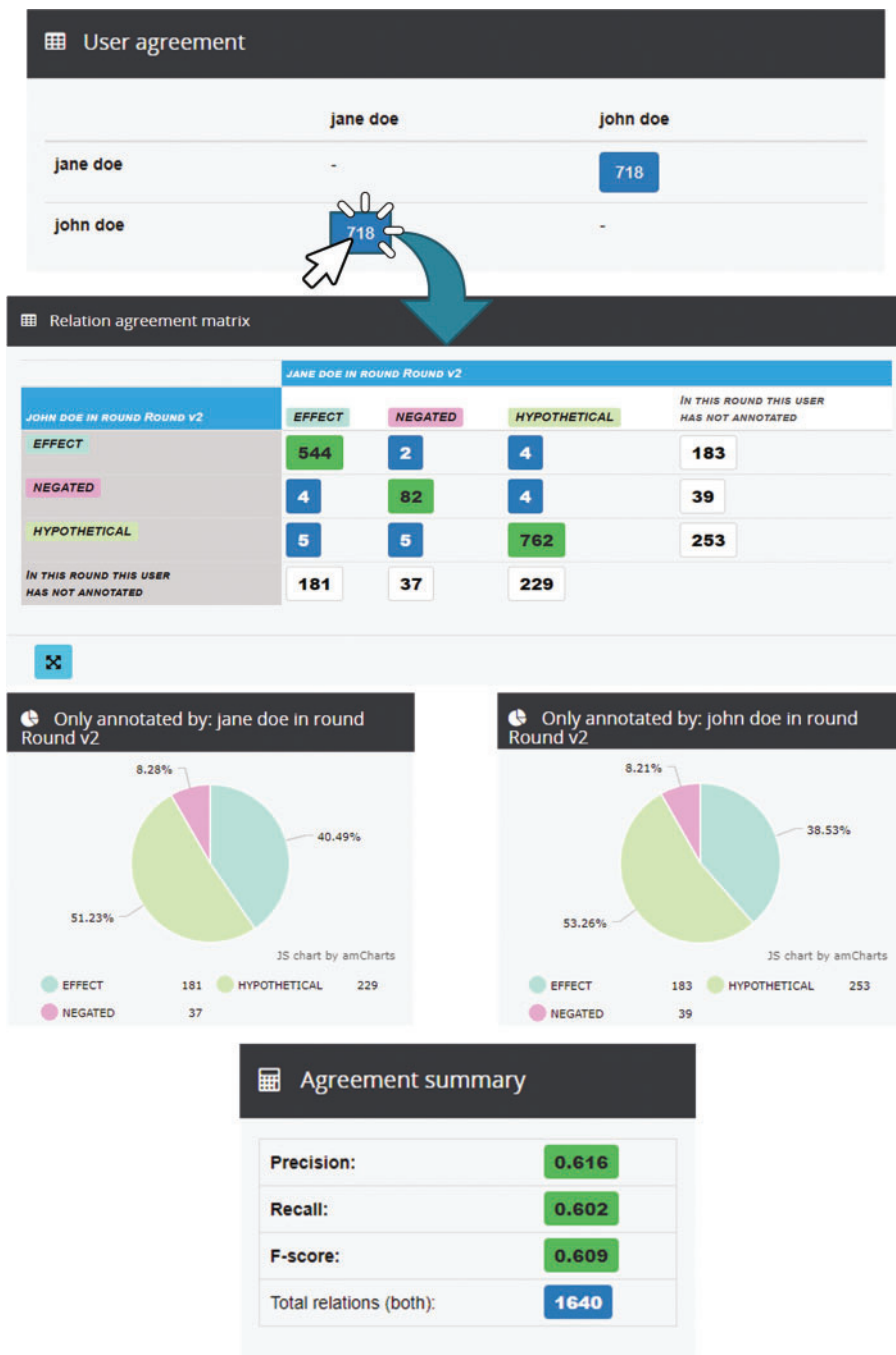 User agreement
jane doe john doe
jane doe - 718
john doe 718 -
Relation agreement matrix
JANE DOE IN ROUND ROUND V2
JOHN DOE IN ROUND ROUND V2 EFFECT NEGATED HYPOTHETICAL IN THIS ROUND THIS USER
HAS NOT ANNOTATED
EFFECT 544 2 4 183
NEGATED 4 82 4 39
HYPOTHETICAL 5 5 762 253
IN THIS ROUND THIS USER
HAS NOT ANNOTATED 181 37 229
Only annotated by: jane doe in round
Round v2
8.28%
40.49%
51.23%
JS chart by amCharts
EFFECT 181 HYPOTHETICAL 229
NEGATED 37
Only annotated by: john doe in round
Round v2
8.21%
38.53%
53.26%
JS chart by amCharts
EFFECT 183 HYPOTHETICAL 253
NEGATED 39
Agreement summary
Precision: 0.616
Recall: 0.602
F-score: 0.609
Total relations (both): 1640